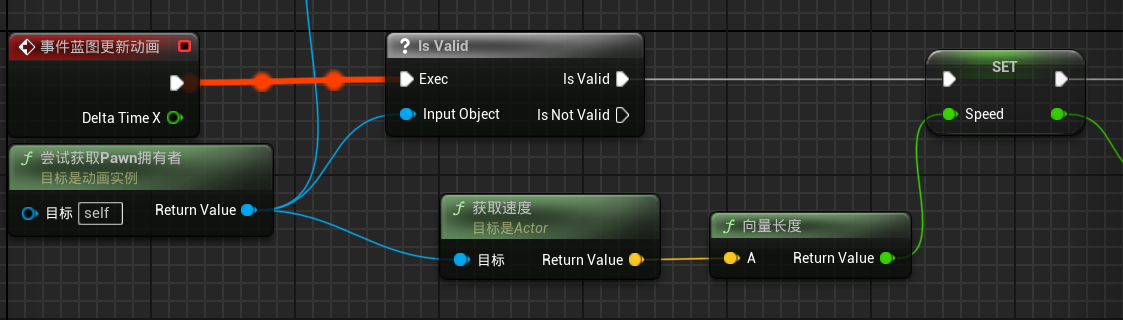 事件蓝图更新动画
Delta Time X
尝试获取Pawn拥有者
目标是动画实例
目标 self
Return Value
? Is Valid
Exec
Is Valid
Input Object
Is Not Valid
f 获取速度
目标是Actor
目标
Return Value
f 向量长度
A
Return Value
SET
Speed